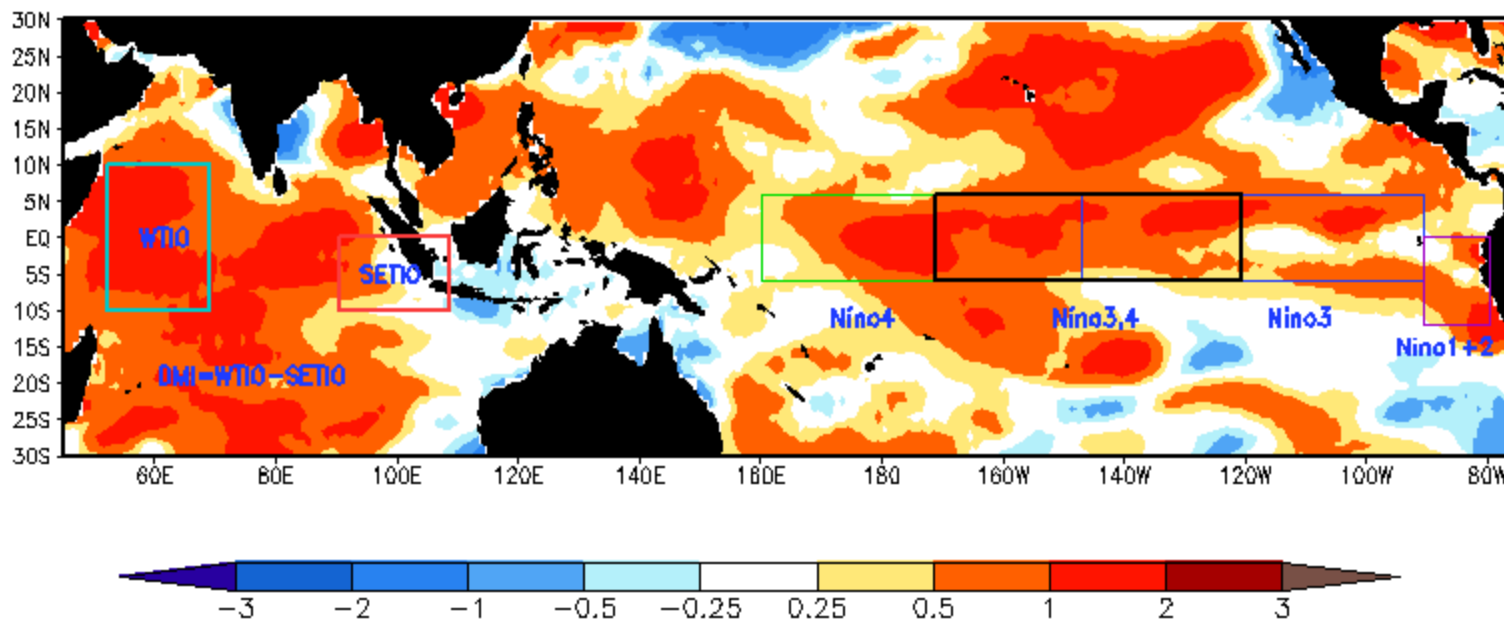 30N
25N
20N
15N
10N
5N
EQ
5S
10S
15S
20S
25S
30S
WTIO
SETIO
DMI=WTIO-SETIO
Nino4
Nino3,4
Nino3
Nino1+2
60E 80E 100E 120E 140E 160E 180 160W 140W 120W 100W 80W
-3 -2 -1 -0.5 -0.25 0.25 0.5 1 2 3